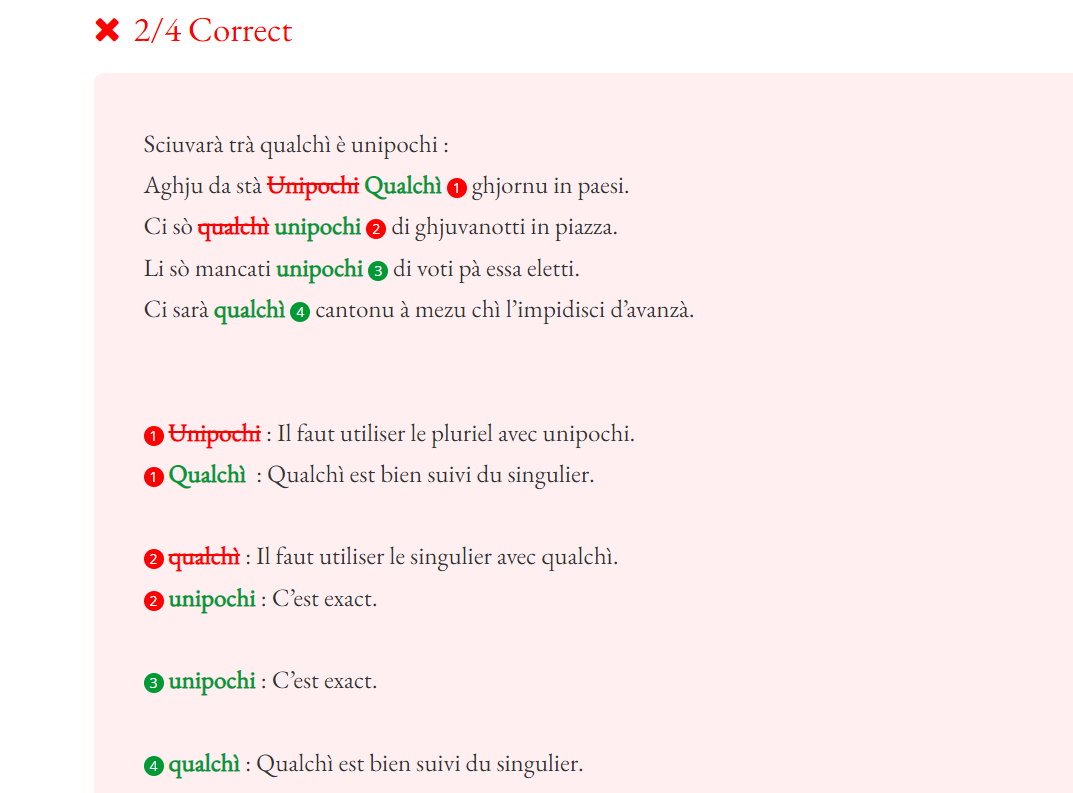 ✖ 2/4 Correct
Sciuvarà trà qualchì è unipochi :
Aghju da stà Unipochi Qualchì 1 ghjornu in paesi.
Ci sò qualchì unipochi 2 di ghjuvanotti in piazza.
Li sò mancati unipochi 3 di voti pà essa eletti.
Ci sarà qualchì 4 cantonu à mezu chì l’impidisci d’avanzà.
1 Unipochi : Il faut utiliser le pluriel avec unipochi.
1 Qualchì : Qualchì est bien suivi du singulier.
2 qualchì : Il faut utiliser le singulier avec qualchì.
2 unipochi : C’est exact.
3 unipochi : C’est exact.
4 qualchì : Qualchì est bien suivi du singulier.